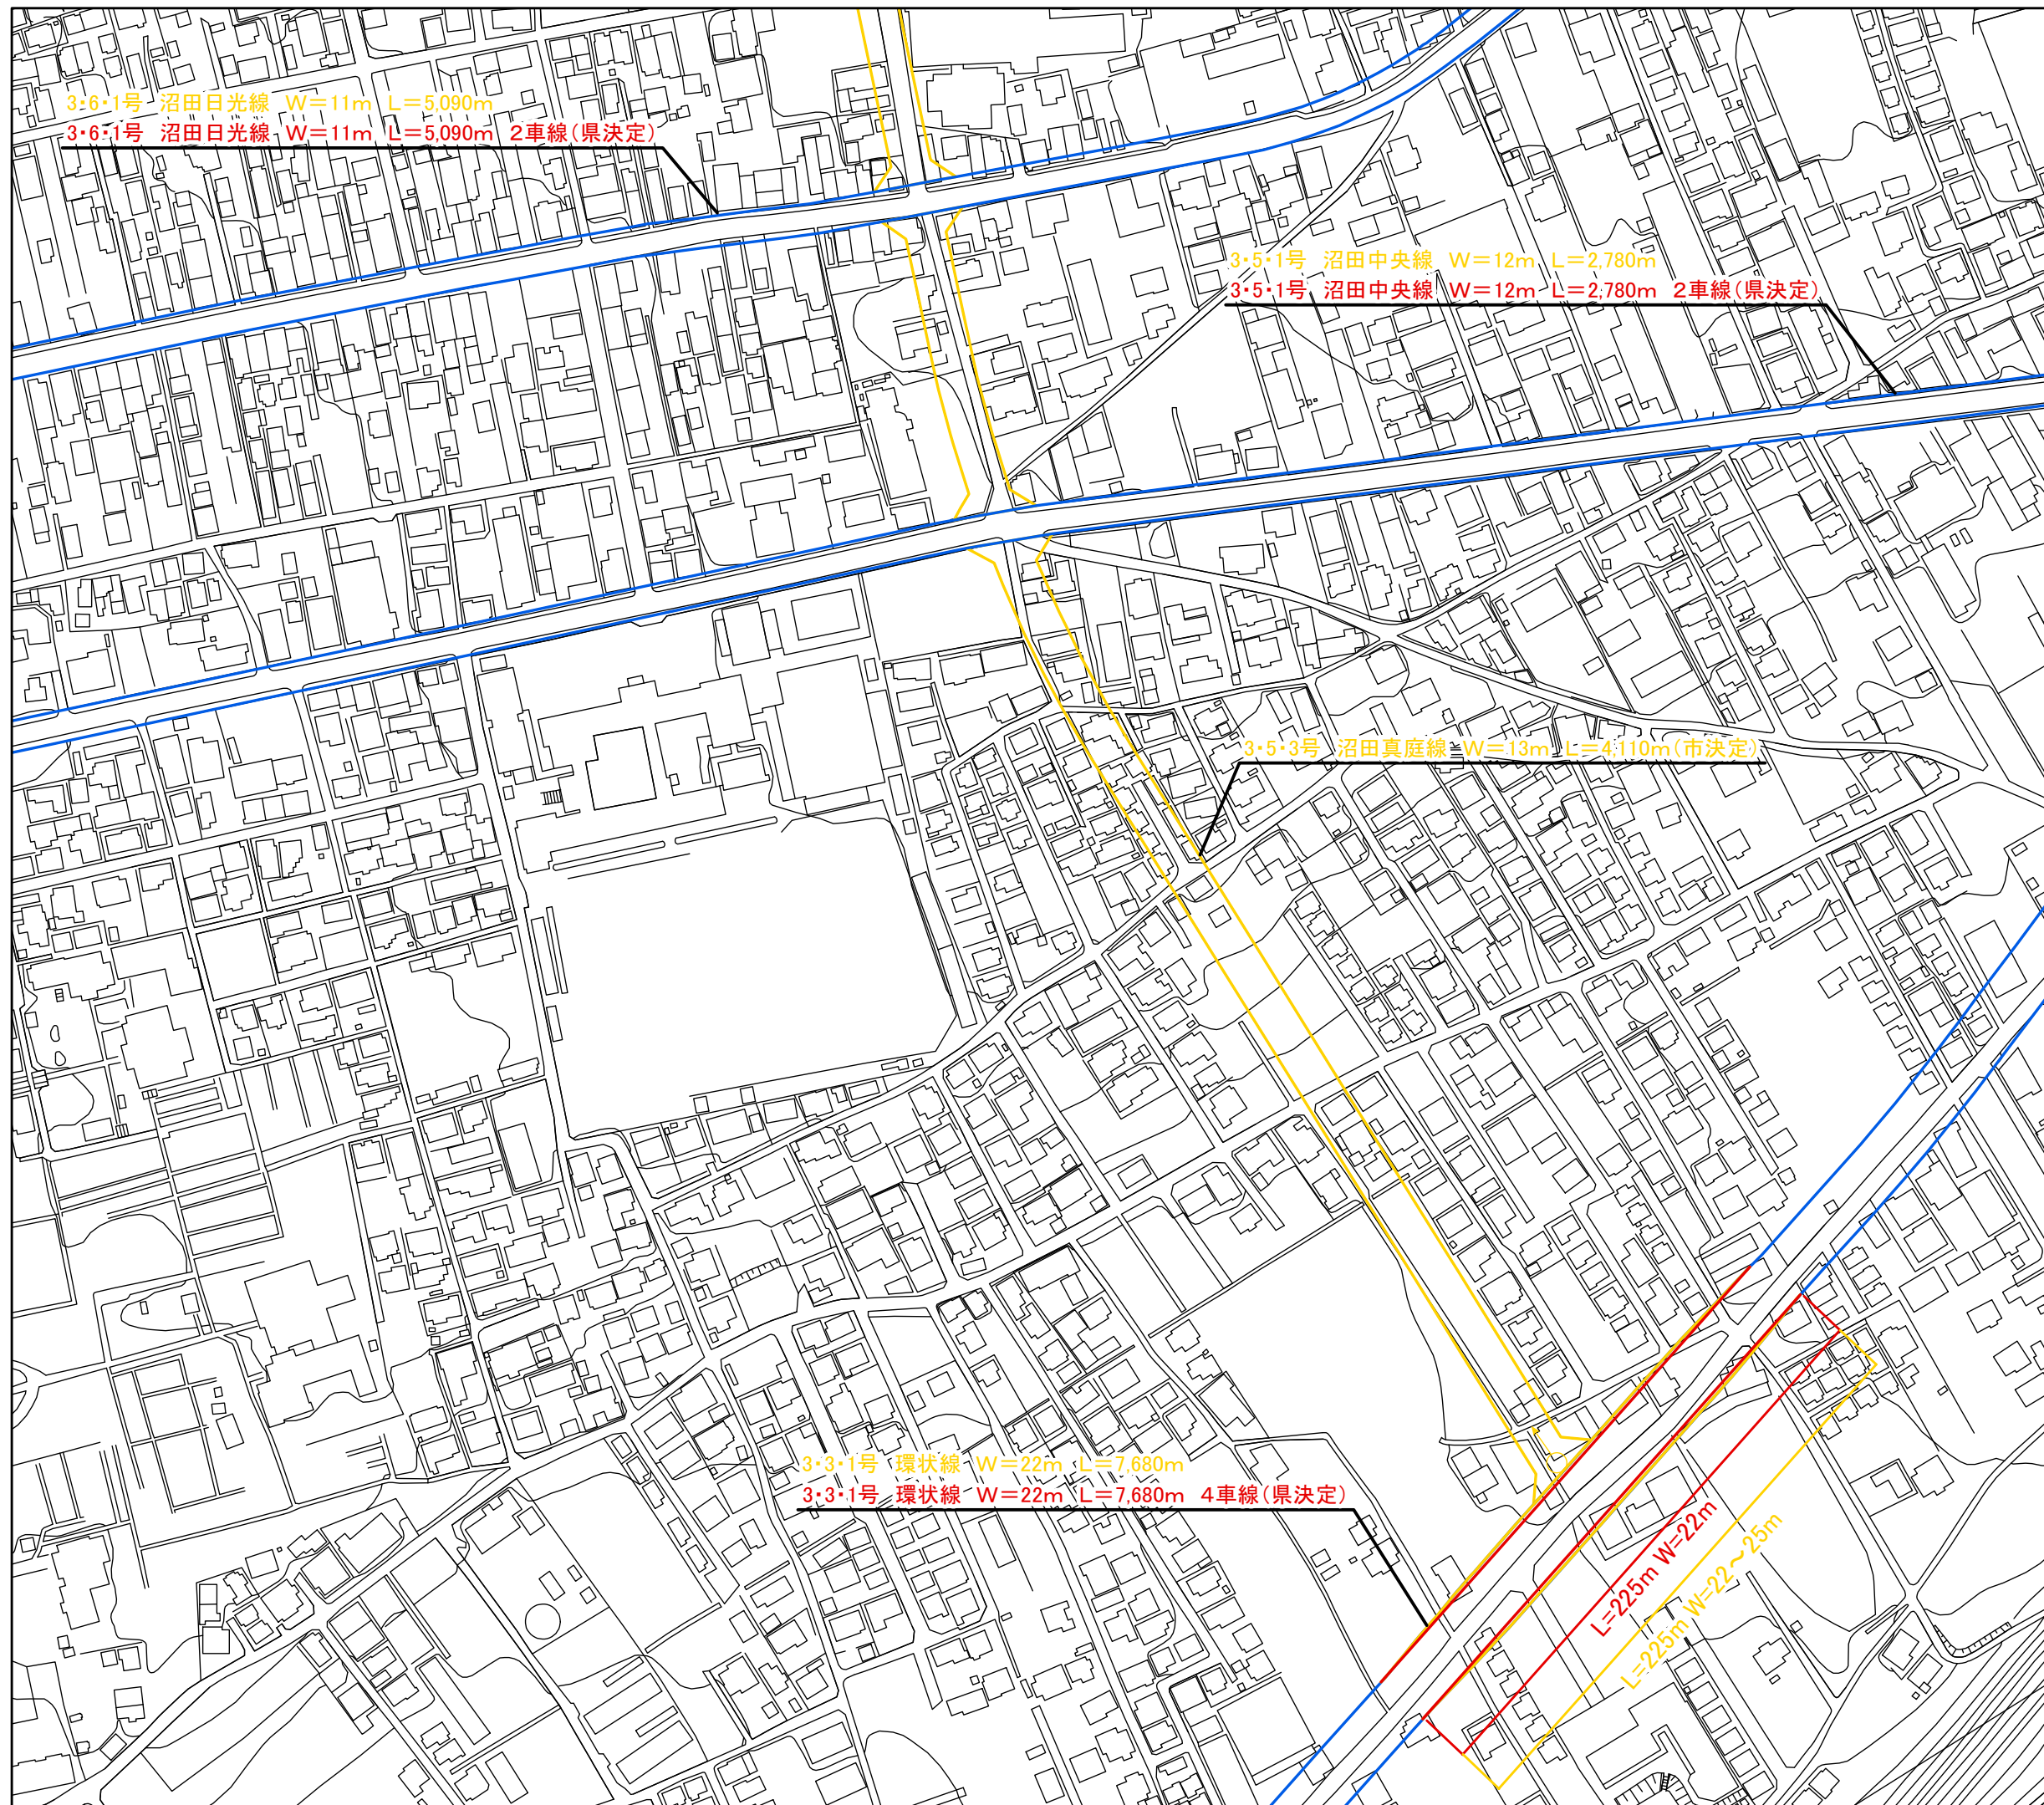 3・6・1号 沼田日光線 W=11m L=5,090m
3・6・1号 沼田日光線 W=11m L=5,090m 2車線(県決定)
3・5・1号 沼田中央線 W=12m L=2,780m
3・5・1号 沼田中央線 W=12m L=2,780m 2車線(県決定)
3・5・3号 沼田真庭線 W=13m L=4,110m(市決定)
3・3・1号 環状線 W=22m L=7,680m
3・3・1号 環状線 W=22m L=7,680m 4車線(県決定)
L=225m W=22m
L=225m W=22~25m